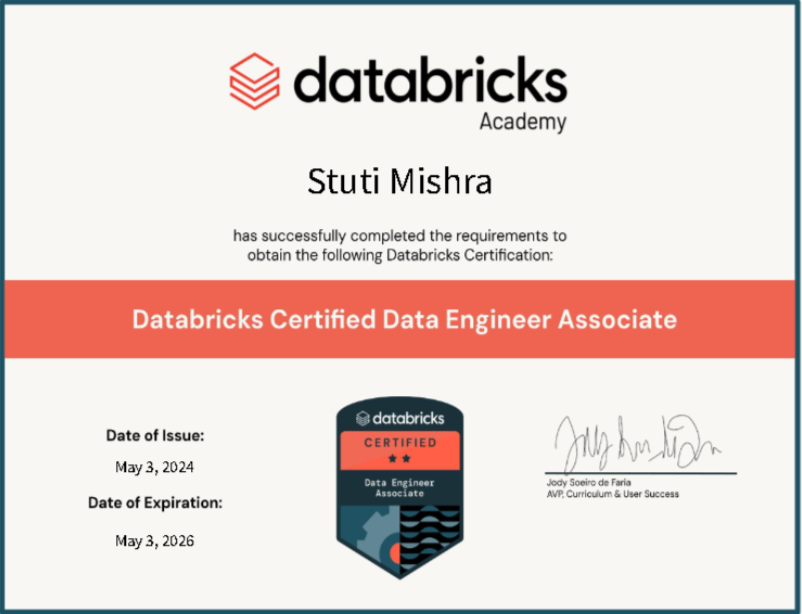 databricks
Academy
Stuti Mishra
has successfully completed the requirements to
obtain the following Databricks Certification:
Databricks Certified Data Engineer Associate
Date of Issue:
May 3, 2024
Date of Expiration:
May 3, 2026
databricks
CERTIFIED
Data Engineer
Associate
Jody Soeiro de Faria
AVP, Curriculum & User Success